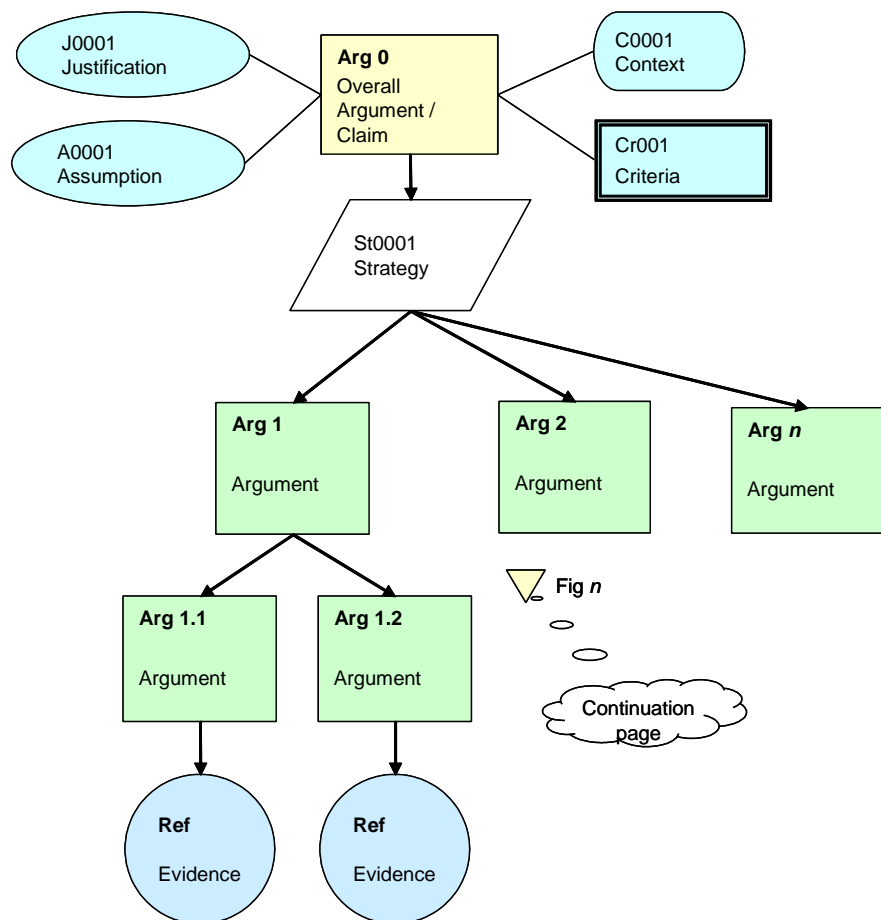 J0001
Justification
Arg 0
Overall
Argument /
Claim
C0001
Context
A0001
Assumption
Cr001
Criteria
St0001
Strategy
Arg 1
Argument
Arg 2
Argument
Arg n
Argument
Arg 1.1
Argument
Arg 1.2
Argument
Fig n
Continuation
page
Ref
Evidence
Ref
Evidence